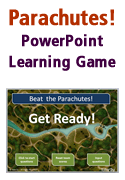 Parachutes!
PowerPoint
Learning Game
Beat the Parachutes!
Get Ready!